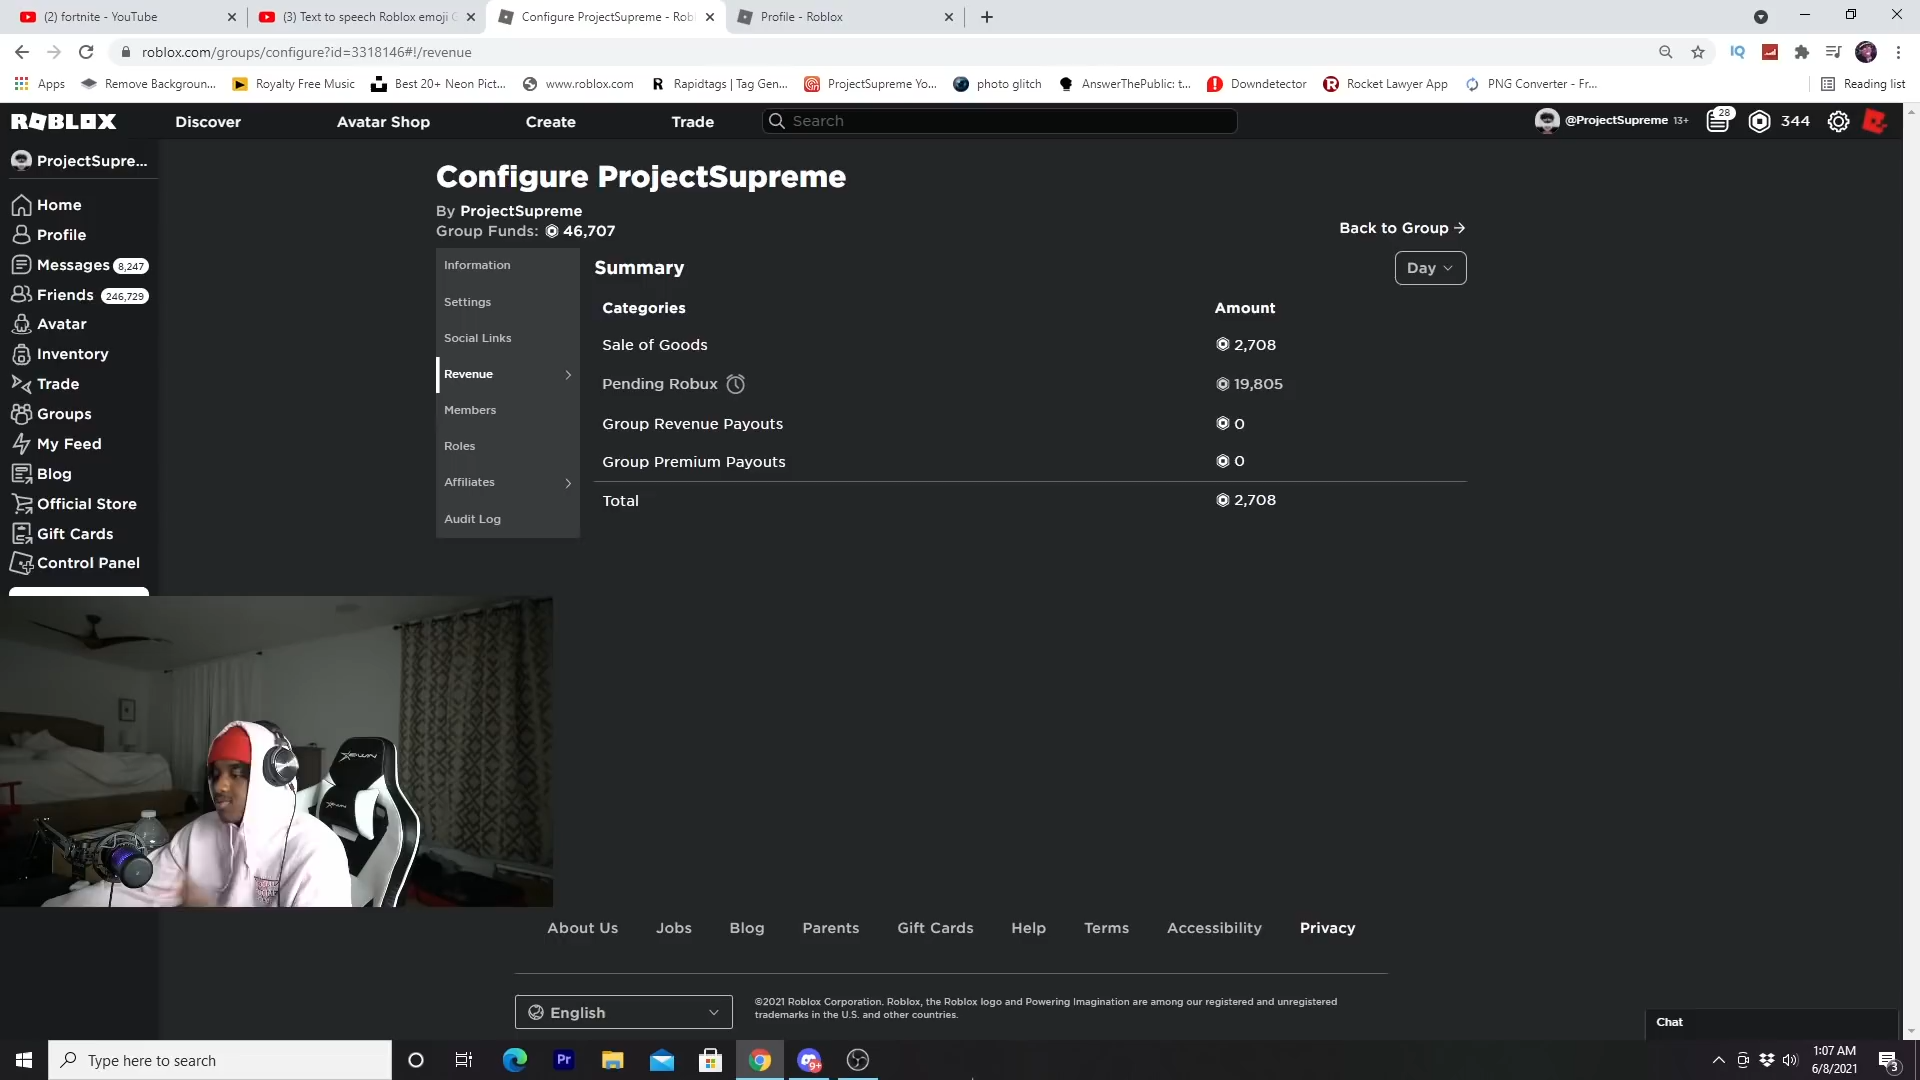 (2) fortnite - YouTube
(3) Text to speech Roblox emoji
Configure ProjectSupreme - Rob
Profile - Roblox
roblox.com/groups/configure?id=3318146#!/revenue
Apps
Remove Backgroun...
Royalty Free Music
Best 20+ Neon Pict...
www.roblox.com
Rapidtags | Tag Gen...
ProjectSupreme Yo...
photo glitch
AnswerThePublic: t...
Downdetector
Rocket Lawyer App
PNG Converter - Fr...
Reading list
ROBLOX
Discover
Avatar Shop
Create
Trade
Search
@ProjectSupreme 13+
28
344
ProjectSupre...
Home
Profile
Messages 8,247
Friends 246,729
Avatar
Inventory
Trade
Groups
My Feed
Blog
Official Store
Gift Cards
Control Panel
Configure ProjectSupreme
By ProjectSupreme
Group Funds: 46,707
Back to Group →
Information
Settings
Social Links
Revenue
Members
Roles
Affiliates
Audit Log
Summary
Day
Categories Amount
Sale of Goods 2,708
Pending Robux 19,805
Group Revenue Payouts 0
Group Premium Payouts 0
Total 2,708
About Us
Jobs
Blog
Parents
Gift Cards
Help
Terms
Accessibility
Privacy
English
©2021 Roblox Corporation. Roblox, the Roblox logo and Powering Imagination are among our registered and unregistered
trademarks in the U.S. and other countries.
Chat
Type here to search
Pr
9+
1:07 AM
6/8/2021
3